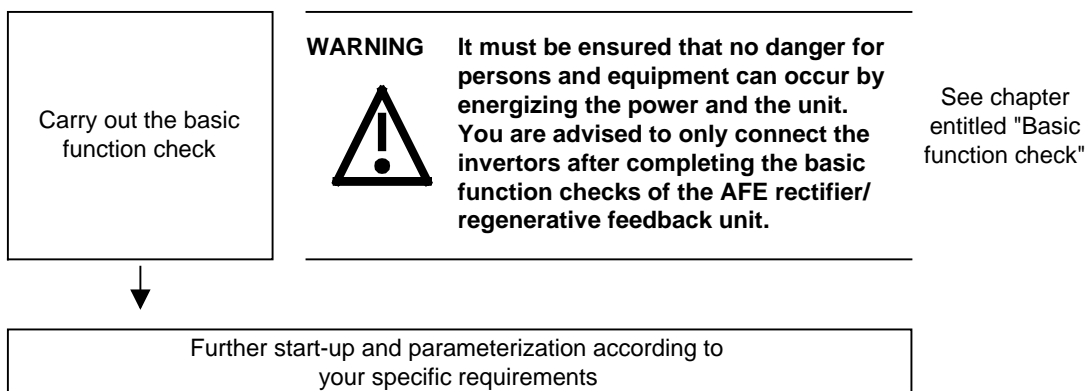 Carry out the basic
function check
WARNING
It must be ensured that no danger for
persons and equipment can occur by
energizing the power and the unit.
You are advised to only connect the
invertors after completing the basic
function checks of the AFE rectifier/
regenerative feedback unit.
See chapter
entitled "Basic
function check"
Further start-up and parameterization according to
your specific requirements